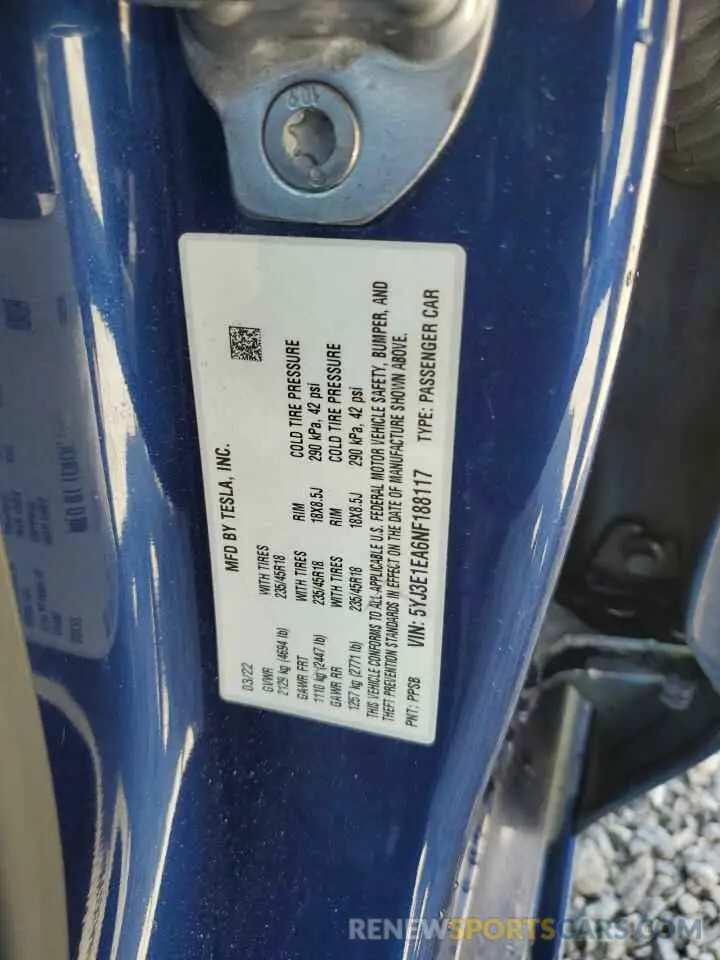 MFD BY TESLA, INC.
03/22
GVWR WITH TIRES RIM COLD TIRE PRESSURE
2129 kg (4694 lb) 235/45R18 18X8.5J 290 kPa, 42 psi
GAWR FRT WITH TIRES RIM COLD TIRE PRESSURE
1110 kg (2447 lb) 235/45R18 18X8.5J 290 kPa, 42 psi
GAWR RR WITH TIRES
1257 kg (2771 lb) 235/45R18
THIS VEHICLE CONFORMS TO ALL APPLICABLE U.S. FEDERAL MOTOR VEHICLE SAFETY, BUMPER, AND
THEFT PREVENTION STANDARDS IN EFFECT ON THE DATE OF MANUFACTURE SHOWN ABOVE.
PNT: PPSB VIN: 5YJ3E1EA6NF188117 TYPE: PASSENGER CAR
10.9
RENEWSPORTSCARS.COM